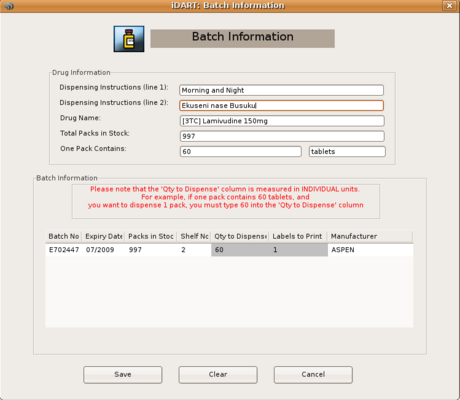 iDART: Batch Information
Batch Information
Drug Information
Dispensing Instructions (line 1): Morning and Night
Dispensing Instructions (line 2): Ekuseni nase Busuku
Drug Name: [3TC] Lamivudine 150mg
Total Packs in Stock: 997
One Pack Contains: 60 tablets
Batch Information
Please note that the 'Qty to Dispense' column is measured in INDIVIDUAL units.
For example, if one pack contains 60 tablets, and
you want to dispense 1 pack, you must type 60 into the 'Qty to Dispense' column
Batch No Expiry Date Packs in Stoc Shelf Nc Qty to Dispense Labels to Print Manufacturer
E702447 07/2009 997 2 60 1 ASPEN
Save Clear Cancel